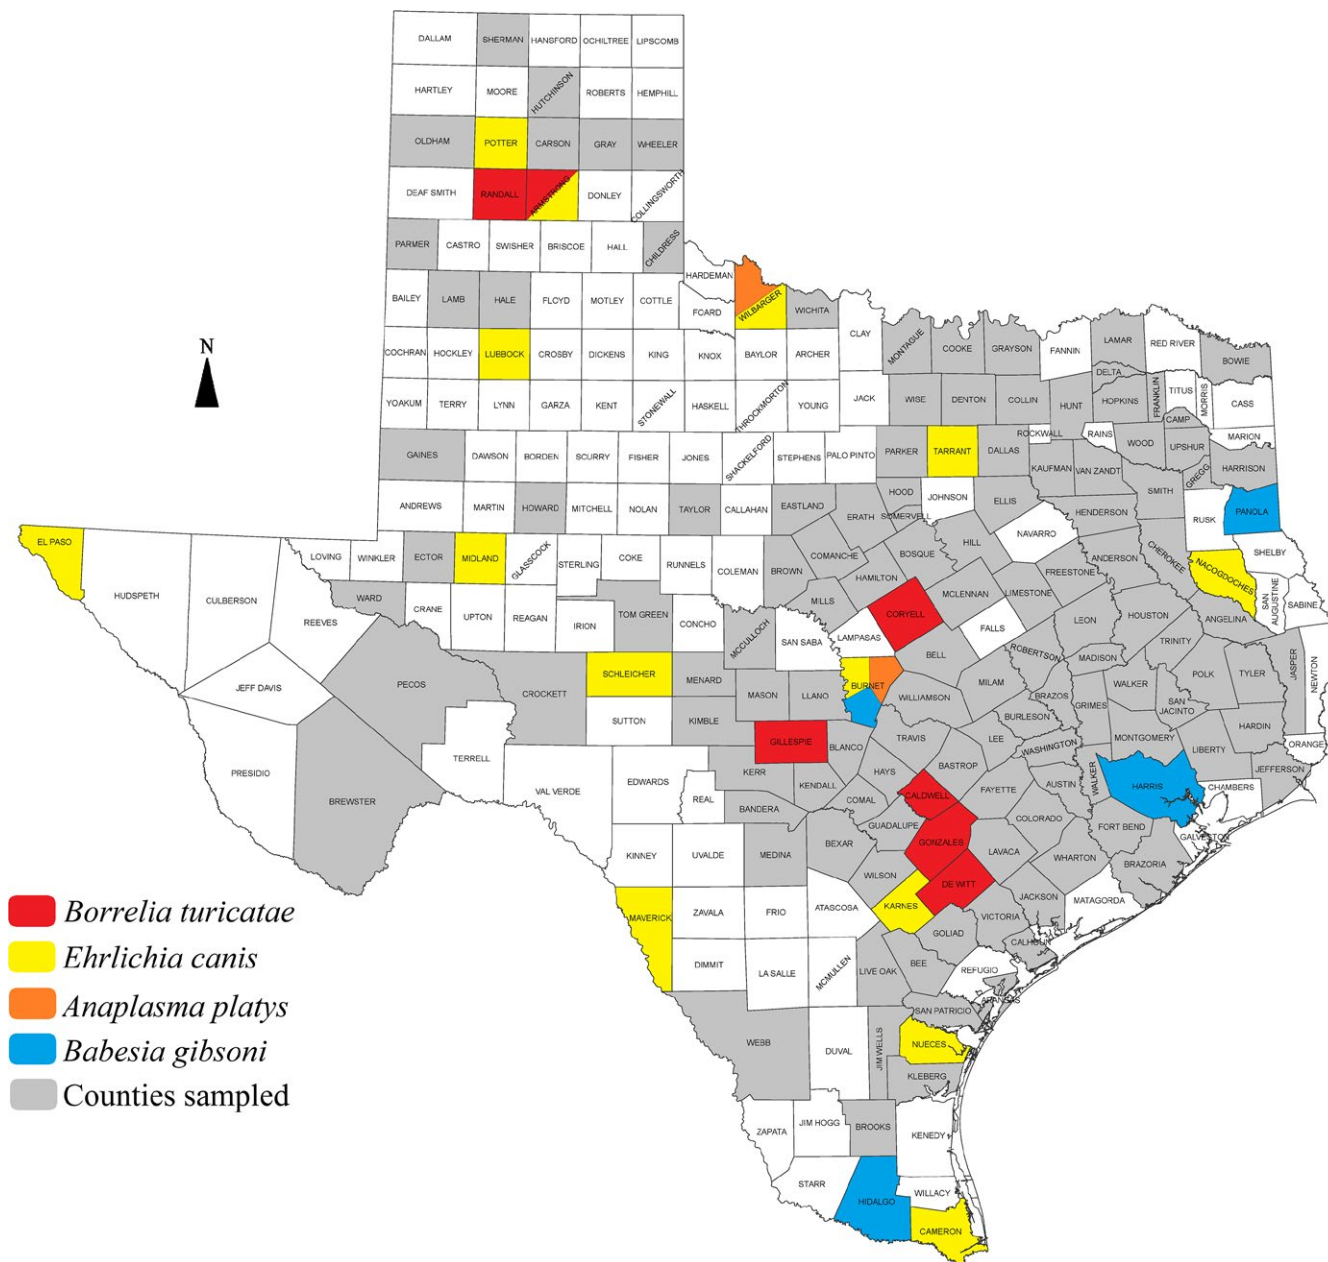 DALLAM SHERMAN HANSFORD OCHILTREE LIPSCOMB
HARTLEY MOORE HUTCHINSON ROBERTS HEMPHILL
OLDHAM POTTER CARSON GRAY WHEELER
DEAF SMITH RANDALL ARMSTRONG DONLEY COLLINGSWORTH
PARMER CASTRO SWISHER BRISCOE HALL CHILDRESS
HARDEMAN
BAILEY LAMB HALE FLOYD MOTLEY COTTLE FOARD WILBARGER WICHITA
N
COCHRAN HOCKLEY LUBBOCK CROSBY DICKENS KING KNOX BAYLOR ARCHER CLAY MONTAGUE COOKE GRAYSON FANNIN LAMAR RED RIVER BOWIE
DELTA
YOAKUM TERRY LYNN GARZA KENT STONEWALL HASKELL THROCKMORTON YOUNG JACK WISE DENTON COLLIN HUNT HOPKINS FRANKLIN TITUS MORRIS CASS
ROCKWALL RAINS CAMP MARION
GAINES DAWSON BORDEN SCURRY FISHER JONES SHACKELFORD STEPHENS PALO PINTO PARKER TARRANT DALLAS KAUFMAN VAN ZANDT WOOD UPSHUR GREGG HARRISON
ANDREWS MARTIN HOWARD MITCHELL NOLAN TAYLOR CALLAHAN EASTLAND ERATH HOOD SOMERVELL JOHNSON ELLIS HENDERSON SMITH RUSK PANOLA
EL PASO HUDSPETH CULBERSON REEVES LOVING WINKLER ECTOR MIDLAND GLASSCOCK STERLING COKE RUNNELS COLEMAN BROWN COMANCHE HAMILTON BOSQUE HILL NAVARRO FREESTONE ANDERSON CHEROKEE NACOGDOCHES SHELBY
SAN AUGUSTINE SABINE
WARD CRANE UPTON REAGAN IRION TOM GREEN CONCHO MCCULLOCH SAN SABA MILLS LAMPASAS CORYELL MCLENNAN LIMESTONE FALLS LEON HOUSTON ANGELINA
JEFF DAVIS PECOS CROCKETT SCHLEICHER MENARD MASON LLANO BURNET BELL MILAM ROBERTSON BRAZOS MADISON TRINITY WALKER POLK TYLER JASPER NEWTON
SUTTON KIMBLE GILLESPIE BLANCO WILLIAMSON TRAVIS LEE BURLESON WASHINGTON GRIMES MONTGOMERY SAN JACINTO LIBERTY HARDIN ORANGE
PRESIDIO BREWSTER TERRELL VAL VERDE EDWARDS REAL KERR KENDALL BANDERA HAYS COMAL CALDWELL BASTROP FAYETTE AUSTIN WALKER HARRIS CHAMBERS JEFFERSON
KINNEY UVALDE MEDINA BEXAR GUADALUPE GONZALES LAVACA COLORADO WHARTON FORT BEND BRAZORIA GALVESTON
MAVERICK ZAVALA FRIO ATASCOSA WILSON KARNES DE WITT VICTORIA JACKSON MATAGORDA
DIMMIT LA SALLE MCMULLEN LIVE OAK BEE GOLIAD REFUGIO CALHOUN
ARANSAS
WEBB DUVAL JIM WELLS SAN PATRICIO NUECES
KLEBERG
ZAPATA JIM HOGG BROOKS KENEDY
STARR HIDALGO WILLACY
CAMERON
Borrelia turicatae
Ehrlichia canis
Anaplasma platys
Babesia gibsoni
Counties sampled